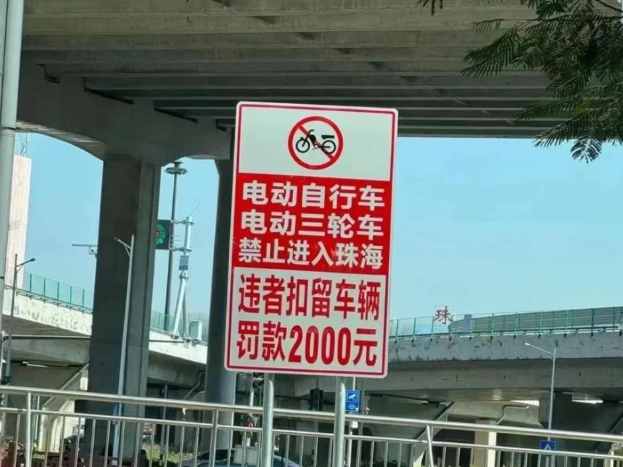 电动自行车
电动三轮车
禁止进入珠海
违者扣留车辆
罚款2000元
珠